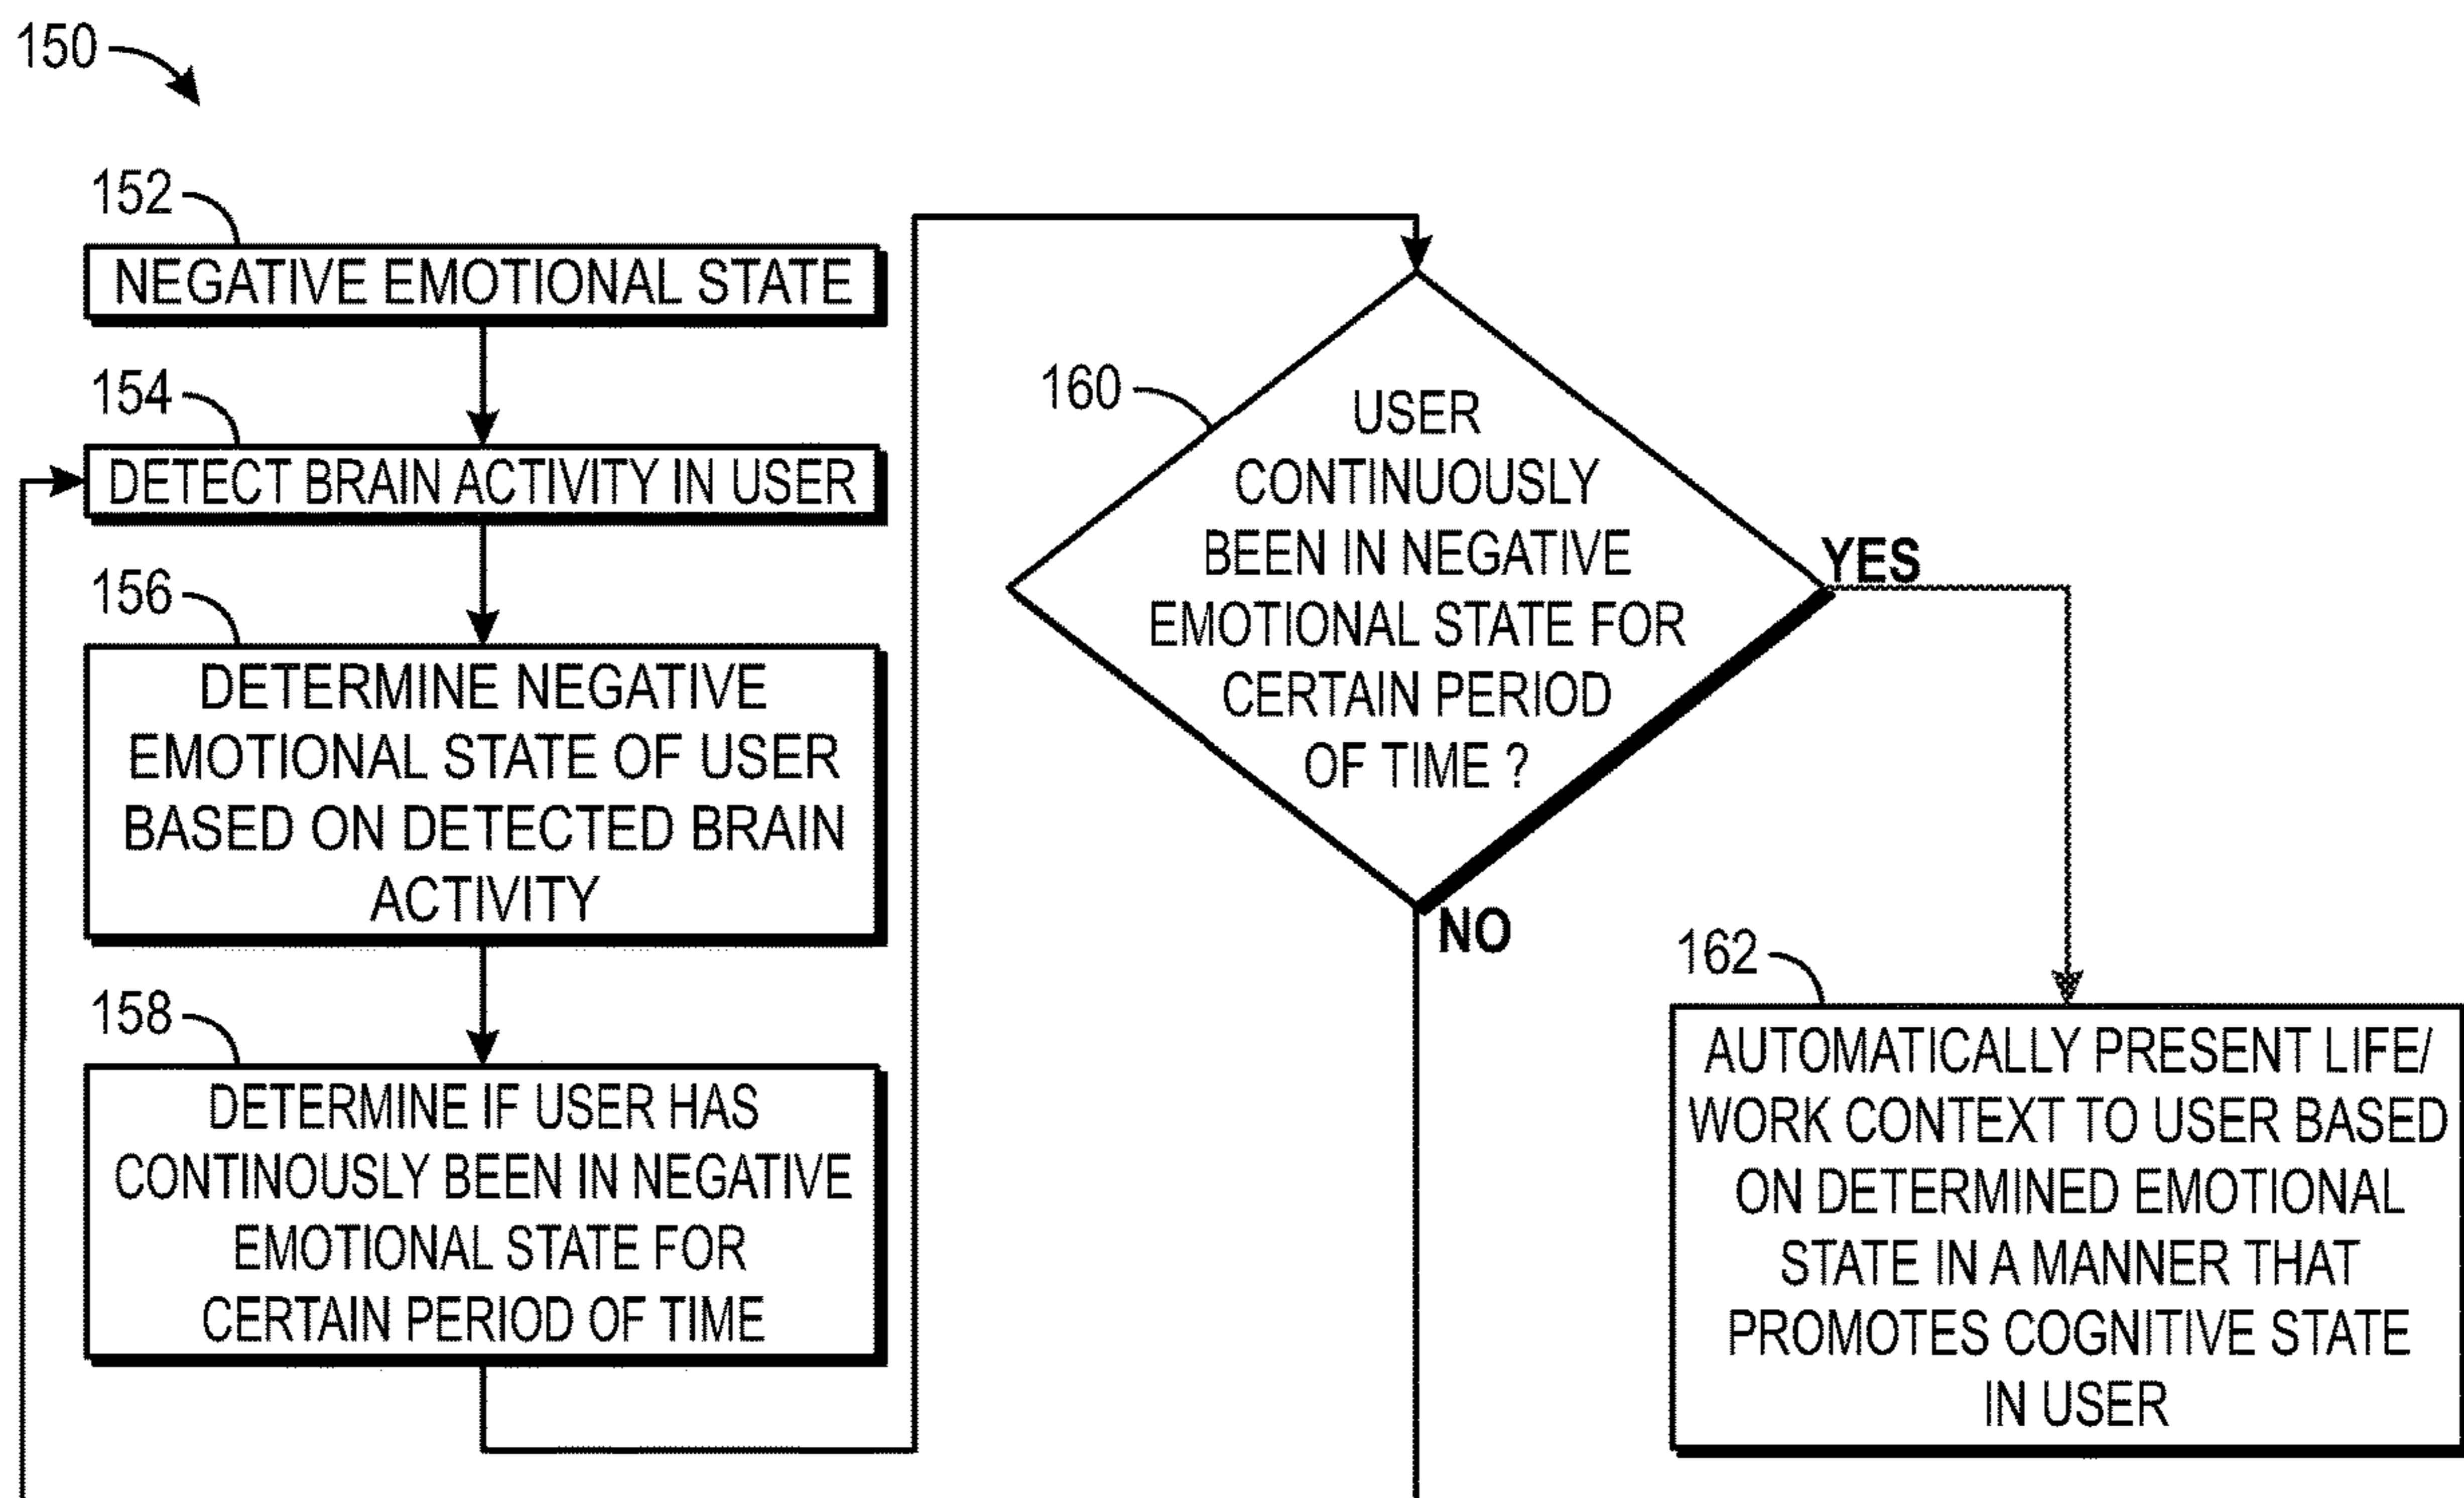 150
152
NEGATIVE EMOTIONAL STATE
154
DETECT BRAIN ACTIVITY IN USER
156
DETERMINE NEGATIVE
EMOTIONAL STATE OF USER
BASED ON DETECTED BRAIN
ACTIVITY
158
DETERMINE IF USER HAS
CONTINOUSLY BEEN IN NEGATIVE
EMOTIONAL STATE FOR
CERTAIN PERIOD OF TIME
160
USER
CONTINUOUSLY
BEEN IN NEGATIVE
EMOTIONAL STATE FOR
CERTAIN PERIOD
OF TIME ?
YES
NO
162
AUTOMATICALLY PRESENT LIFE/
WORK CONTEXT TO USER BASED
ON DETERMINED EMOTIONAL
STATE IN A MANNER THAT
PROMOTES COGNITIVE STATE
IN USER